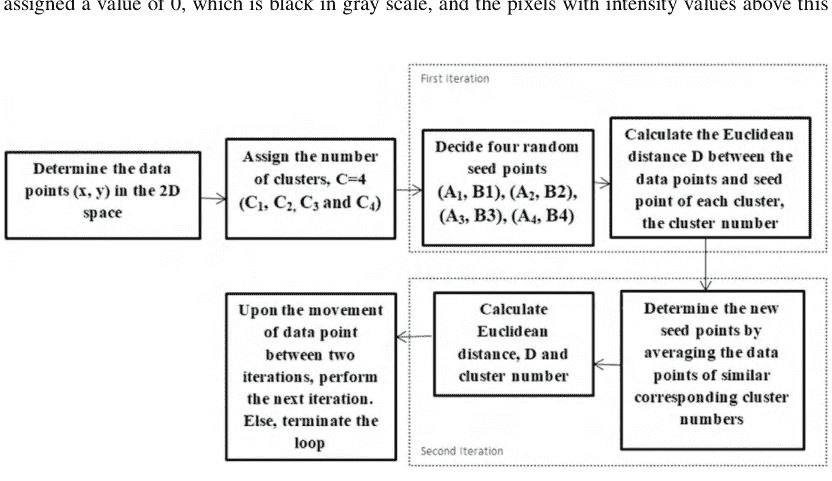 assigned a value of 0, which is black in gray scale, and the pixels with intensity values above this
First Iteration
Determine the data
points (x, y) in the 2D
space
Assign the number
of clusters, C=4
(C₁, C₂, C₃ and C₄)
Decide four random
seed points
(A₁, B1), (A₂, B2),
(A₃, B3), (A₄, B4)
Calculate the Euclidean
distance D between the
data points and seed
point of each cluster,
the cluster number
Determine the new
seed points by
averaging the data
points of similar
corresponding cluster
numbers
Calculate
Euclidean
distance, D and
cluster number
Upon the movement
of data point
between two
iterations, perform
the next iteration.
Else, terminate the
loop
Second Iteration